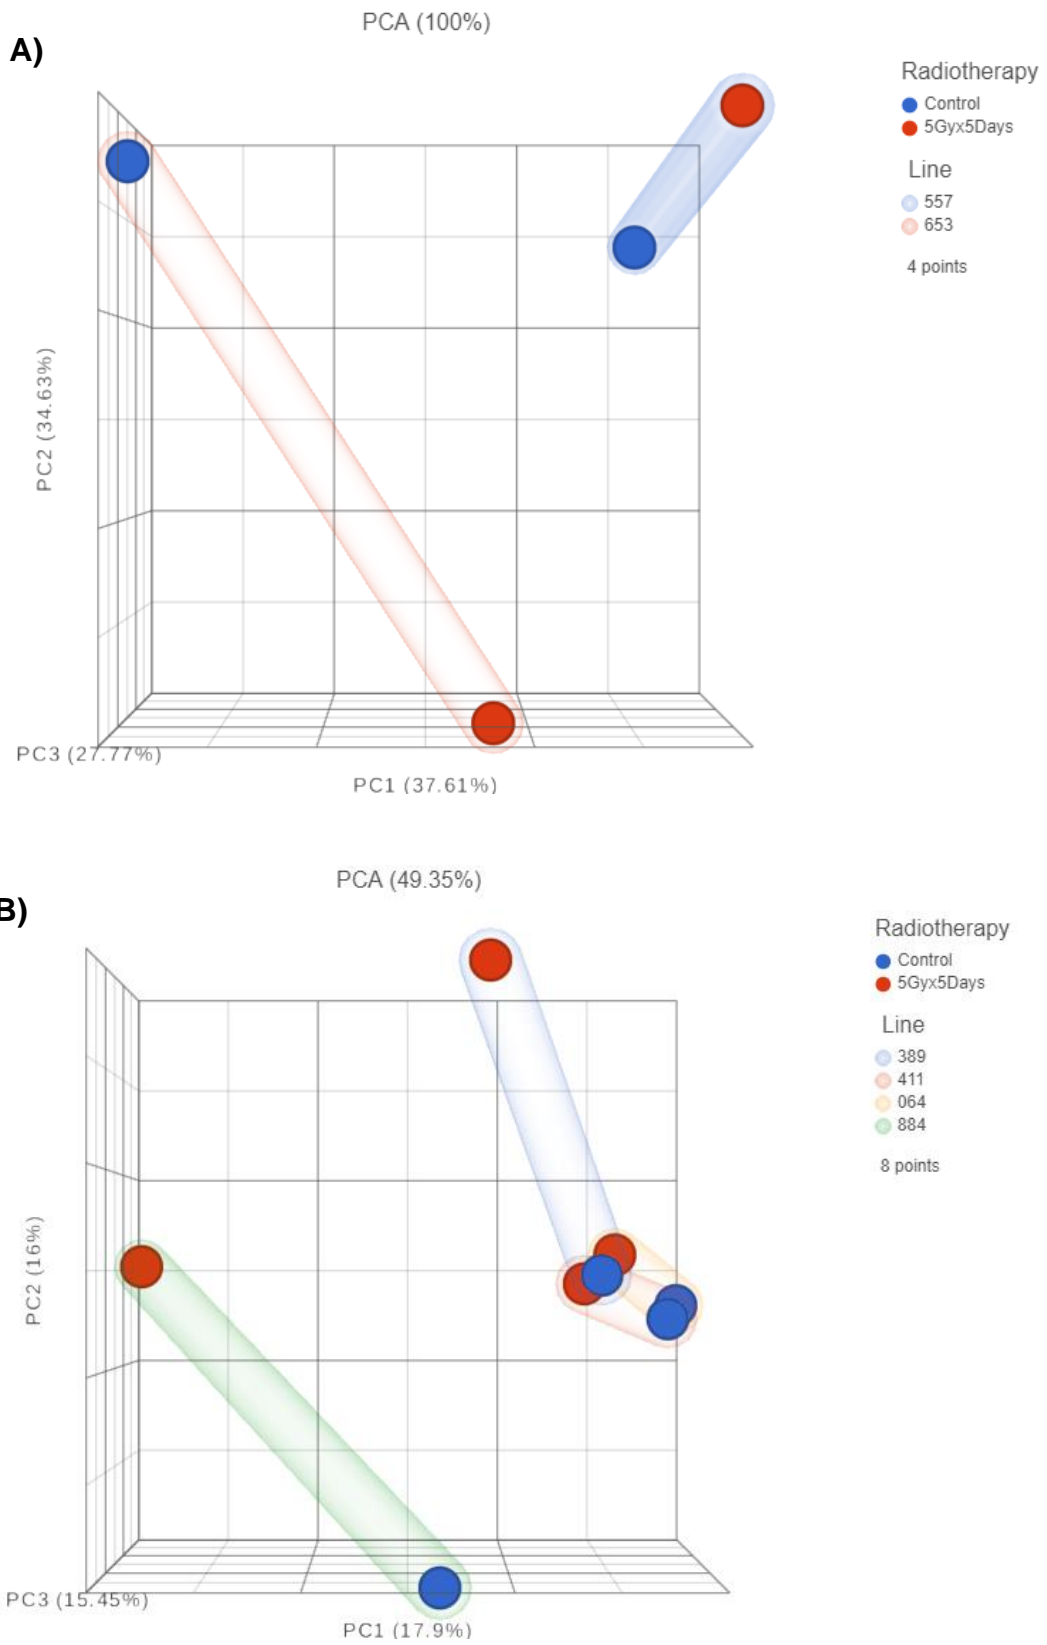 PCA (100%)
A)
Radiotherapy
Control
5Gyx5Days
Line
557
653
4 points
PC2 (34.63%)
PC3 (27.77%)
PC1 (37.61%)
PCA (49.35%)
B)
Radiotherapy
Control
5Gyx5Days
Line
389
411
064
884
8 points
PC2 (16%)
PC3 (15.45%)
PC1 (17.9%)